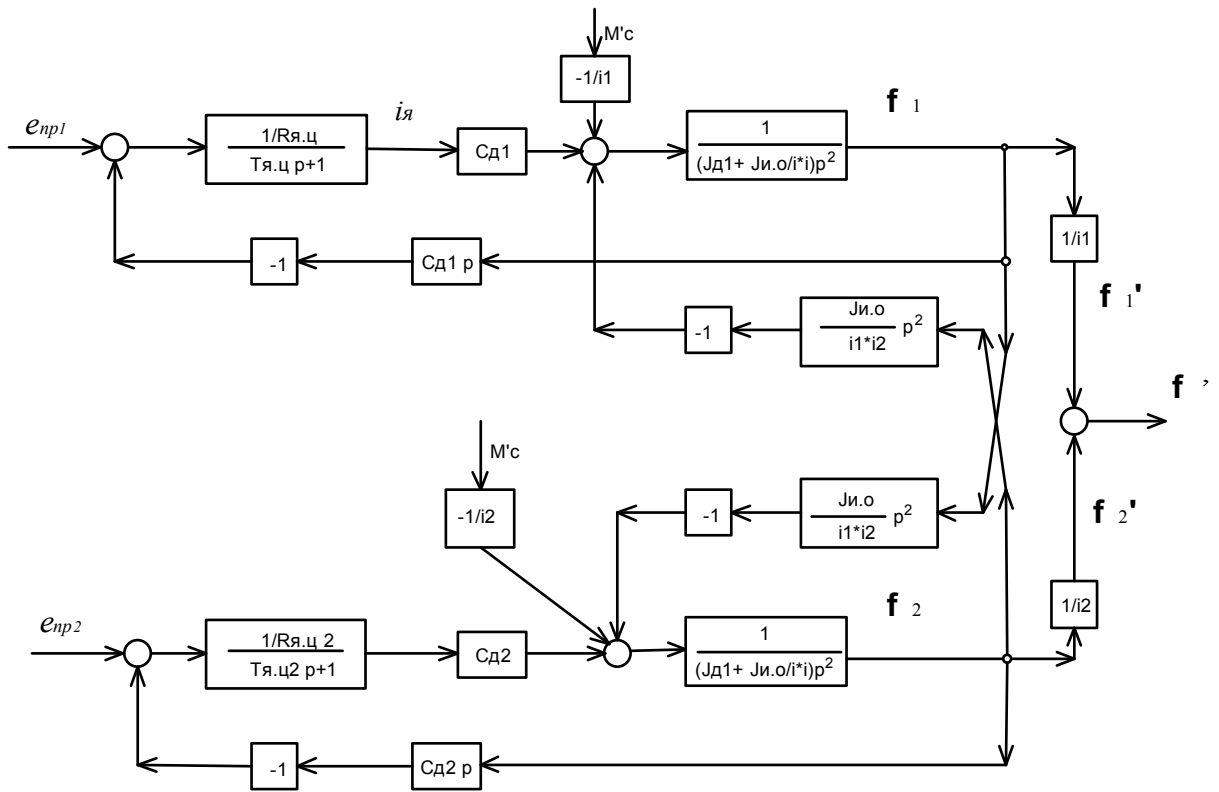 М'с
-1/i1
f 1
enp1
1/Rя.ц
Tя.ц p+1
iя
Сд1
1
(Jд1+ Jи.о/i*i)p²
1/i1
-1
Сд1 p
f 1'
-1
Jи.о
i1*i2 p²
f ,
М'с
-1/i2
-1
Jи.о
i1*i2 p²
f 2'
f 2
1/i2
enp2
1/Rя.ц 2
Tя.ц2 p+1
Сд2
1
(Jд1+ Jи.о/i*i)p²
-1
Сд2 p